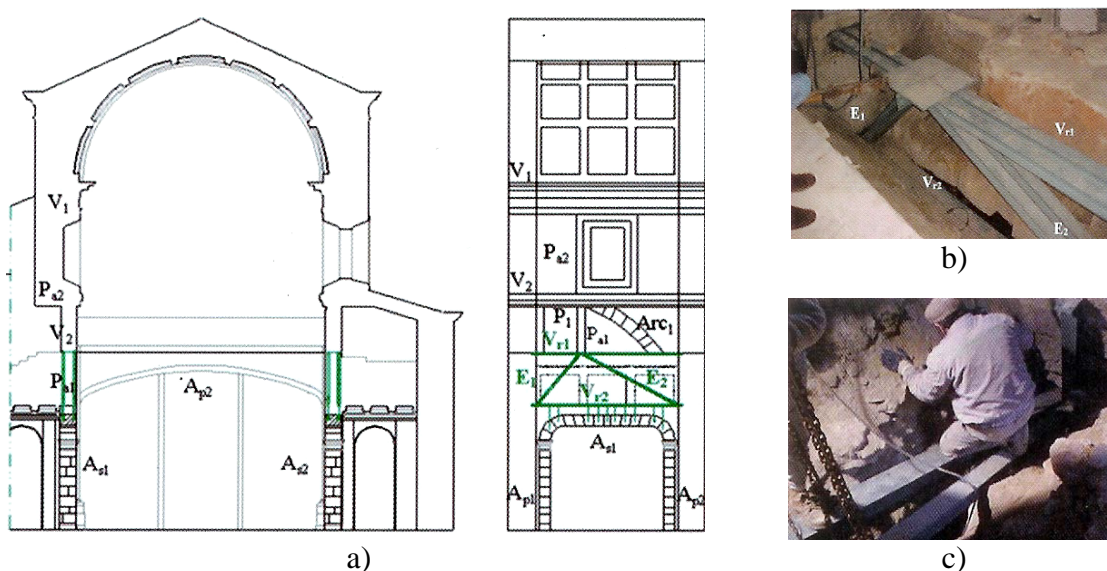 V1
Pa2
V2
Pa1
Ap2
As1
As2
a)
V1
Pa2
V2
P1
Pa1
Arc1
Vr1
E1
Vr2
E2
As1
Ap1
Ap2
E1
Vr1
Vr2
E2
b)
c)